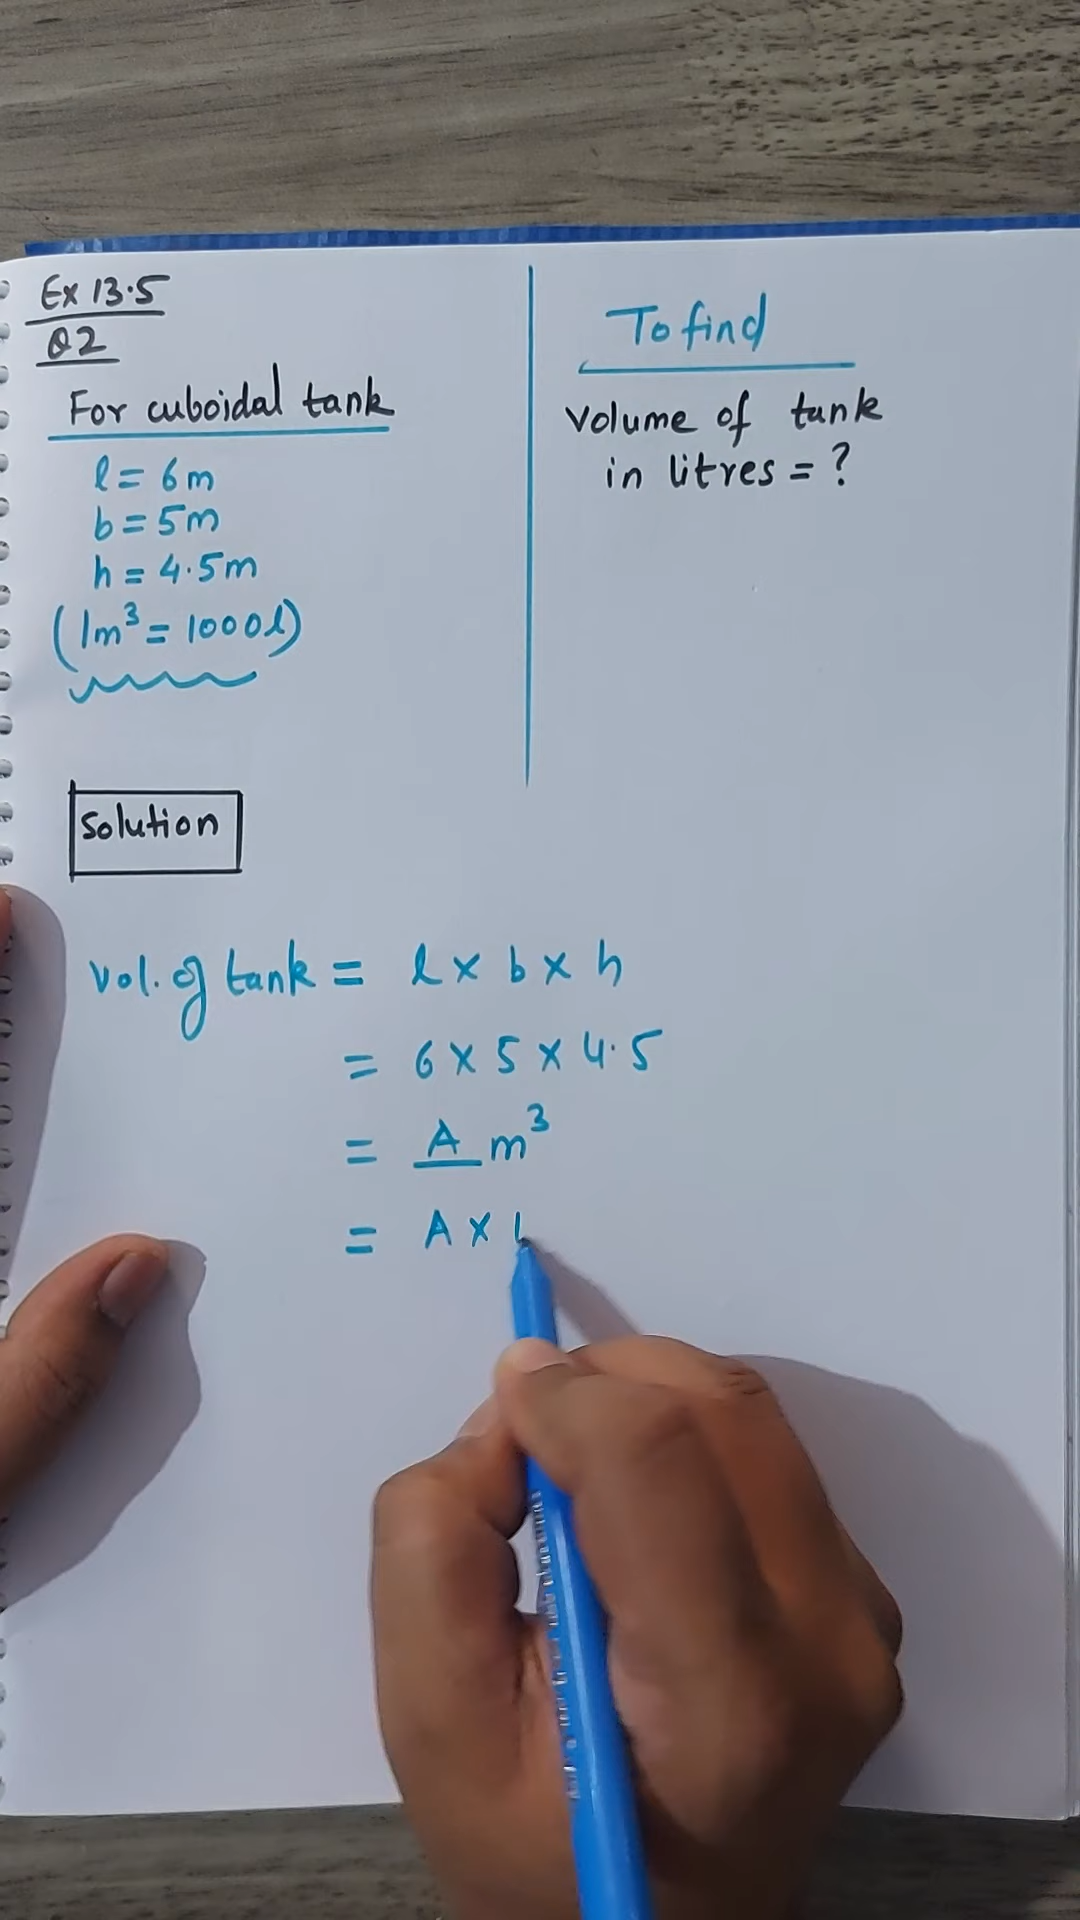 Ex 13.5
Q2
For cuboidal tank
l = 6m
b = 5m
h = 4.5m
(1m³ = 1000l)
To find
Volume of tank
in litres = ?
Solution
Vol. of tank = l × b × h
= 6 × 5 × 4.5
= A m³
= A × 1